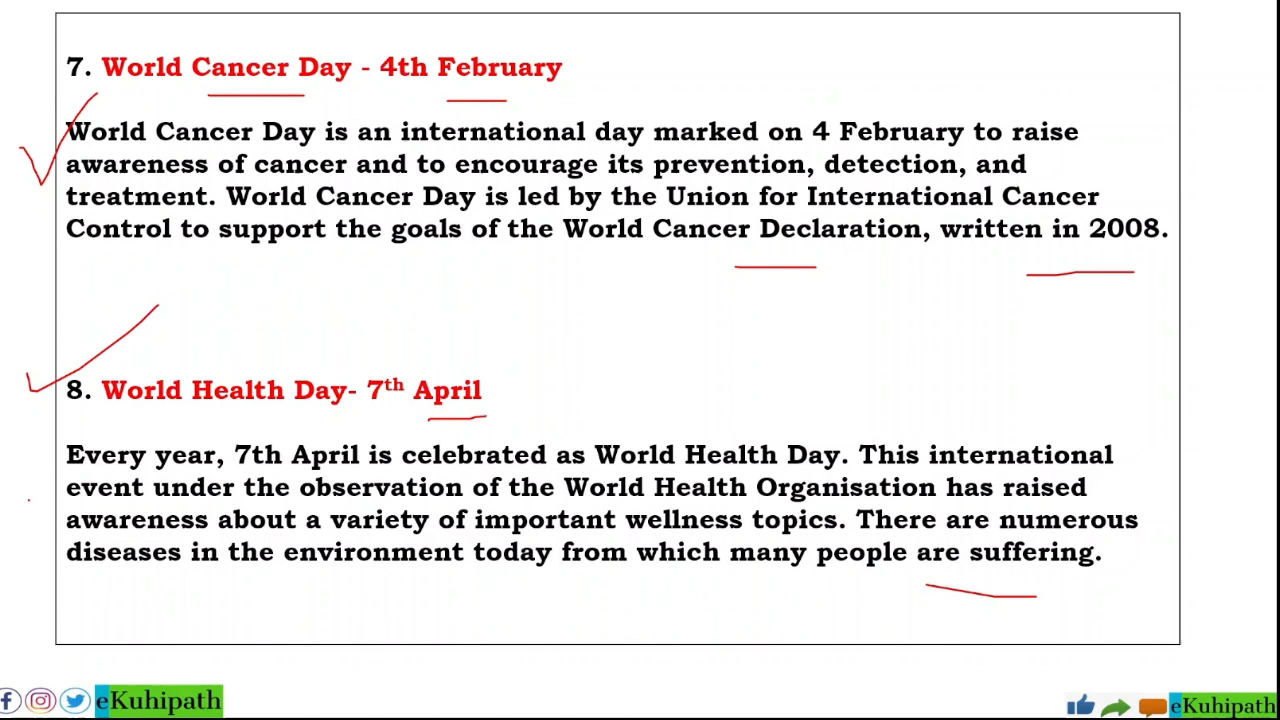 7. World Cancer Day - 4th February
World Cancer Day is an international day marked on 4 February to raise
awareness of cancer and to encourage its prevention, detection, and
treatment. World Cancer Day is led by the Union for International Cancer
Control to support the goals of the World Cancer Declaration, written in 2008.
8. World Health Day- 7th April
Every year, 7th April is celebrated as World Health Day. This international
event under the observation of the World Health Organisation has raised
awareness about a variety of important wellness topics. There are numerous
diseases in the environment today from which many people are suffering.
eKuhipath
eKuhipath